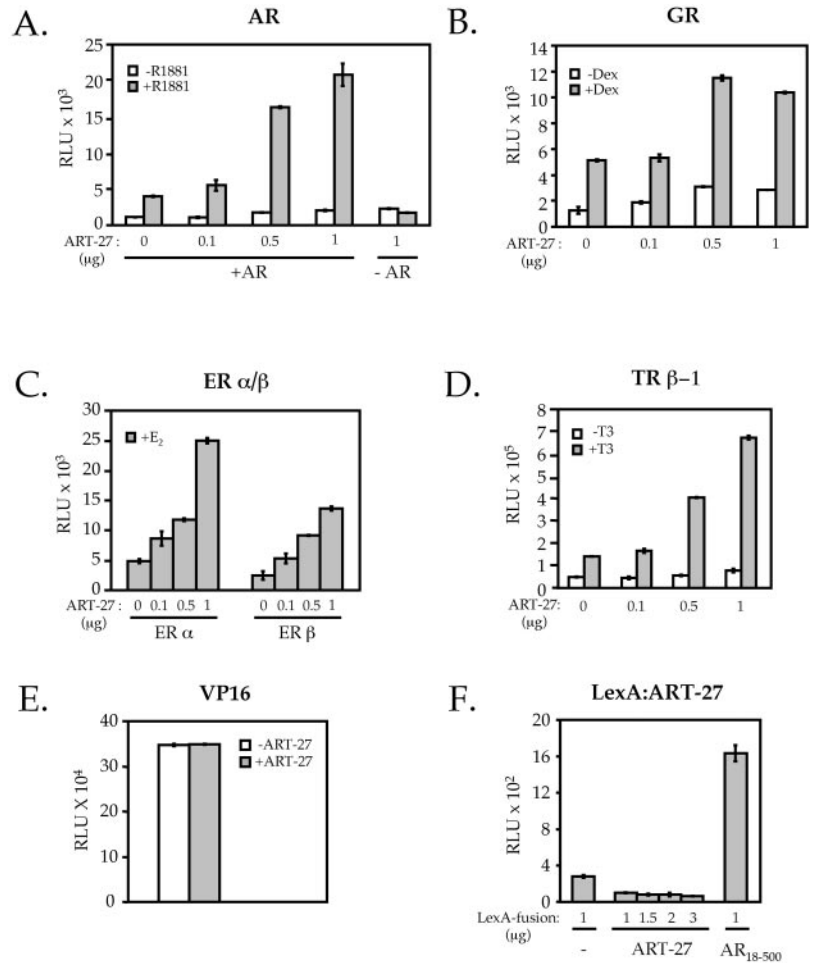 A.
AR
25
20
15
10
5
0
RLU x 10³
-R1881
+R1881
ART-27 : 0 0.1 0.5 1 1
(µg)
+AR - AR
B.
GR
14
12
10
8
6
4
2
0
RLU x 10³
-Dex
+Dex
ART-27 : 0 0.1 0.5 1
(µg)
C.
ER α/β
30
25
20
15
10
5
0
RLU x 10³
+E₂
ART-27 : 0 0.1 0.5 1 0 0.1 0.5 1
(µg)
ER α ER β
D.
TR β–1
8
7
6
5
4
3
2
1
0
RLU x 10⁵
-T3
+T3
ART-27 : 0 0.1 0.5 1
(µg)
E.
VP16
40
30
20
10
0
RLU X 10⁴
-ART-27
+ART-27
F.
LexA:ART-27
20
16
12
8
4
0
RLU x 10²
LexA-fusion: 1 1 1.5 2 3 1
(µg)
- ART-27 AR₁₈₋₅₀₀